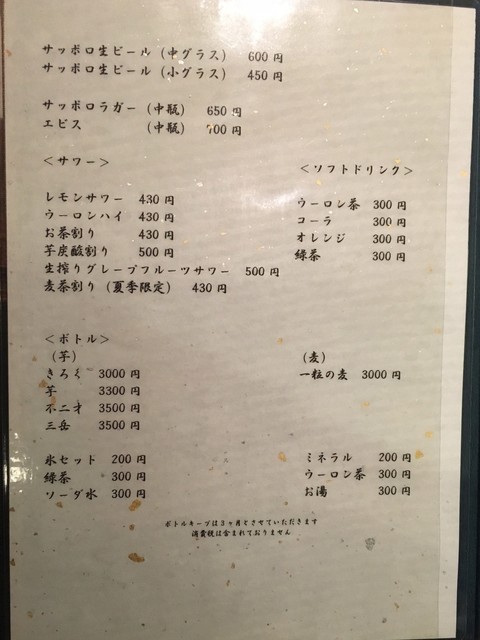 サッポロ生ビール(中グラス) 600円
サッポロ生ビール(小グラス) 450円
サッポロラガー(中瓶) 650円
エビス (中瓶) 700円
<サワー>
レモンサワー 430円
ウーロンハイ 430円
お茶割り 430円
芋炭酸割り 500円
生搾りグレープフルーツサワー 500円
麦茶割り(夏季限定) 430円
<ソフトドリンク>
ウーロン茶 300円
コーラ 300円
オレンジ 300円
緑茶 300円
<ボトル>
(芋)
きろく 3000円
芋 3300円
不二才 3500円
三岳 3500円
(麦)
一粒の麦 3000円
氷セット 200円
緑茶 300円
ソーダ水 300円
ミネラル 200円
ウーロン茶 300円
お湯 300円
ボトルキープは3ヶ月とさせていただきます
消費税は含まれておりません